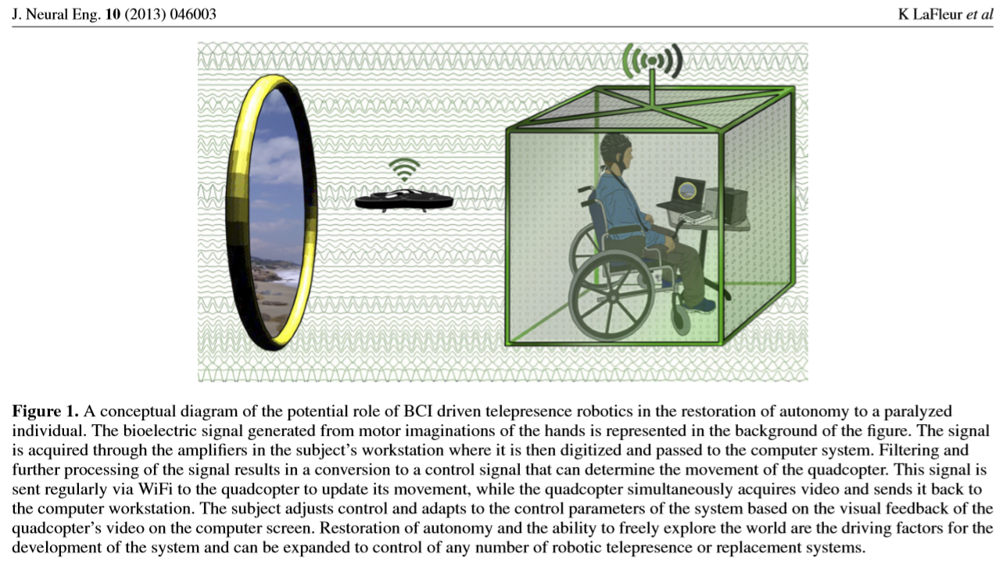 J. Neural Eng. 10 (2013) 046003
K LaFleur et al
Figure 1. A conceptual diagram of the potential role of BCI driven telepresence robotics in the restoration of autonomy to a paralyzed
individual. The bioelectric signal generated from motor imaginations of the hands is represented in the background of the figure. The signal
is acquired through the amplifiers in the subject's workstation where it is then digitized and passed to the computer system. Filtering and
further processing of the signal results in a conversion to a control signal that can determine the movement of the quadcopter. This signal is
sent regularly via WiFi to the quadcopter to update its movement, while the quadcopter simultaneously acquires video and sends it back to
the computer workstation. The subject adjusts control and adapts to the control parameters of the system based on the visual feedback of the
quadcopter's video on the computer screen. Restoration of autonomy and the ability to freely explore the world are the driving factors for the
development of the system and can be expanded to control of any number of robotic telepresence or replacement systems.